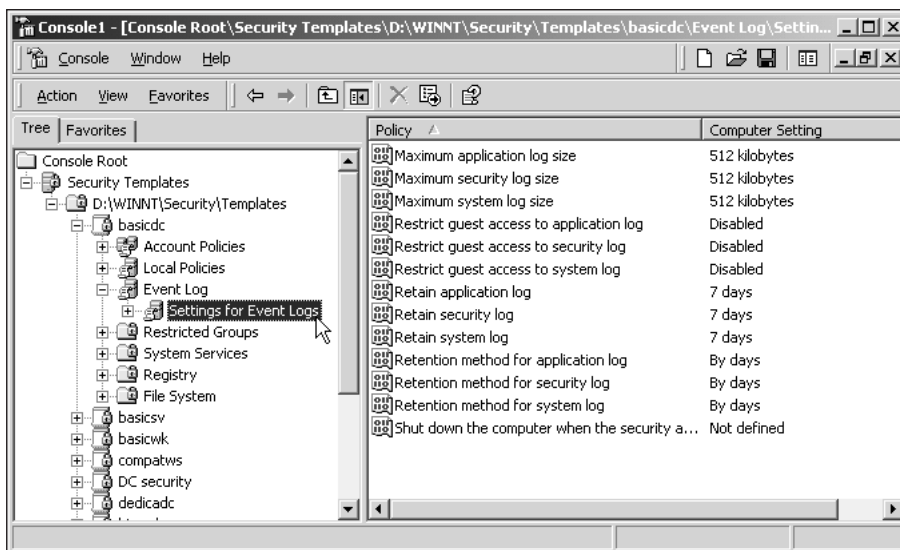 Console1 - [Console Root\Security Templates\D:\WINNT\Security\Templates\basicdc\Event Log\Settin...
Console Window Help
Action View Favorites
Tree Favorites
Console Root
Security Templates
D:\WINNT\Security\Templates
basicdc
Account Policies
Local Policies
Event Log
Settings for Event Logs
Restricted Groups
System Services
Registry
File System
basicsv
basicwk
compatws
DC security
dedicadc
Policy Computer Setting
Maximum application log size 512 kilobytes
Maximum security log size 512 kilobytes
Maximum system log size 512 kilobytes
Restrict guest access to application log Disabled
Restrict guest access to security log Disabled
Restrict guest access to system log Disabled
Retain application log 7 days
Retain security log 7 days
Retain system log 7 days
Retention method for application log By days
Retention method for security log By days
Retention method for system log By days
Shut down the computer when the security a... Not defined